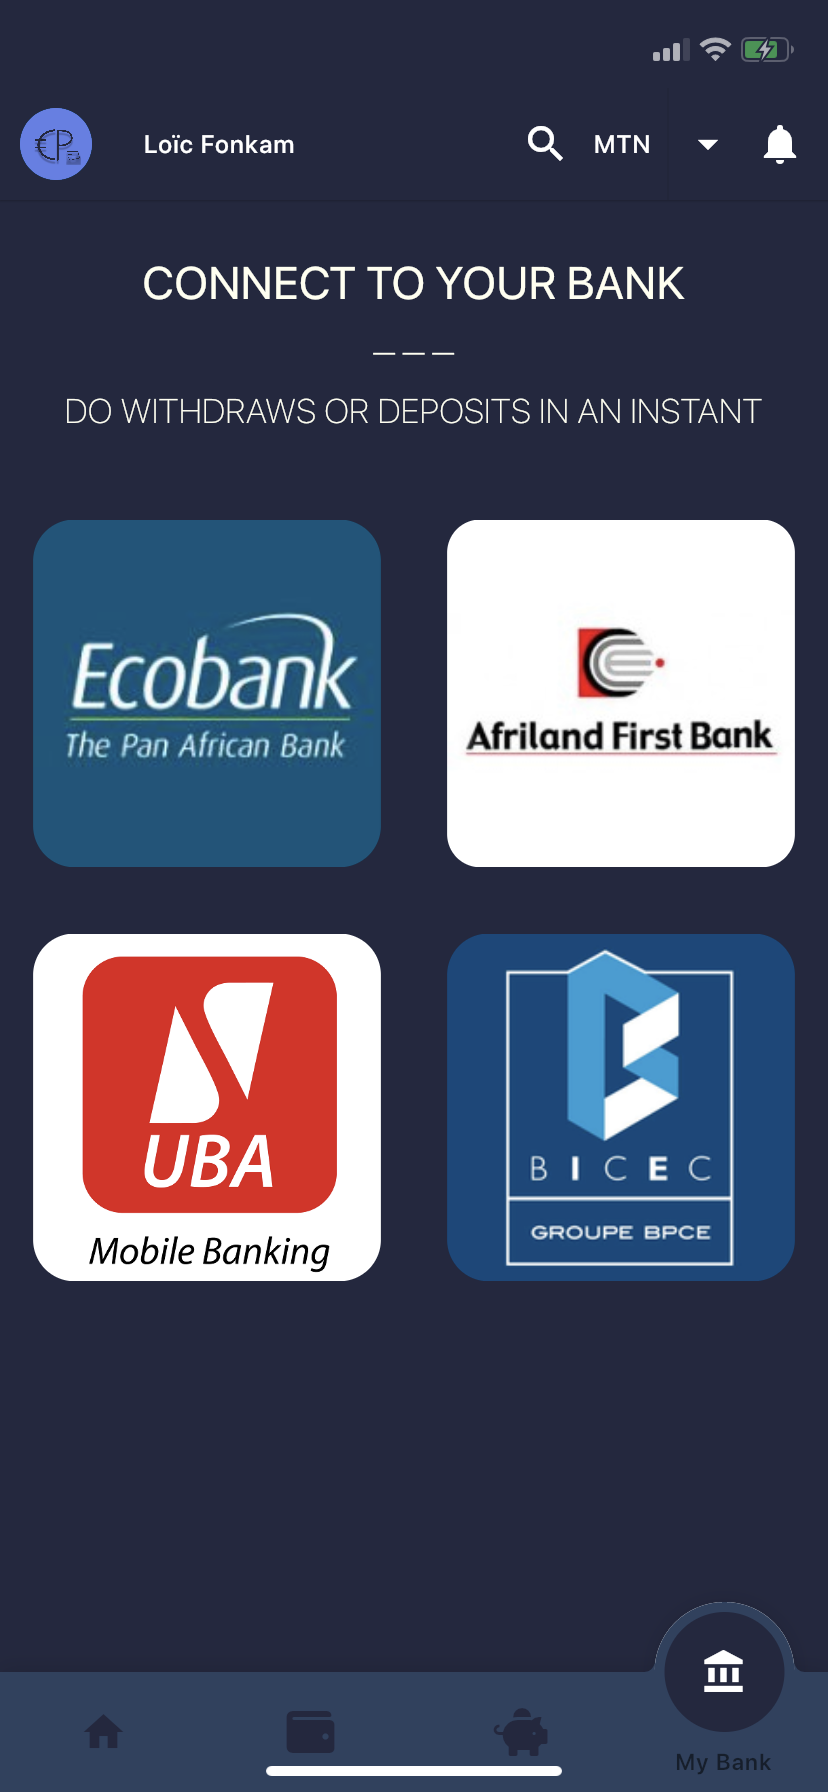 Loïc Fonkam
MTN
CONNECT TO YOUR BANK
———
DO WITHDRAWS OR DEPOSITS IN AN INSTANT
Ecobank
The Pan African Bank
Afriland First Bank
UBA
Mobile Banking
BICEC
GROUPE BPCE
My Bank